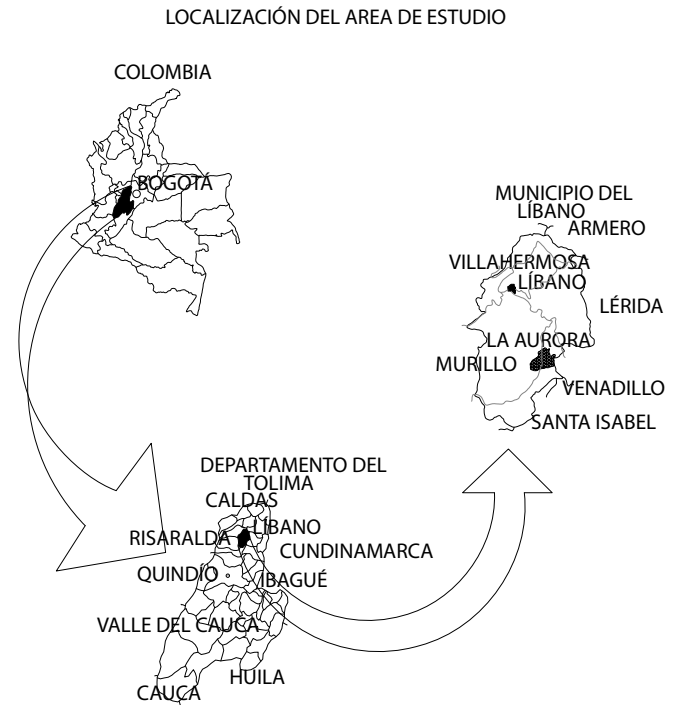 LOCALIZACIÓN DEL AREA DE ESTUDIO
COLOMBIA
BOGOTÁ
MUNICIPIO DEL
LÍBANO
ARMERO
VILLAHERMOSA
LÍBANO
LÉRIDA
LA AURORA
MURILLO
VENADILLO
SANTA ISABEL
DEPARTAMENTO DEL
TOLIMA
CALDAS
LÍBANO
RISARALDA
CUNDINAMARCA
QUINDÍO
IBAGUÉ
VALLE DEL CAUCA
HUILA
CAUCA